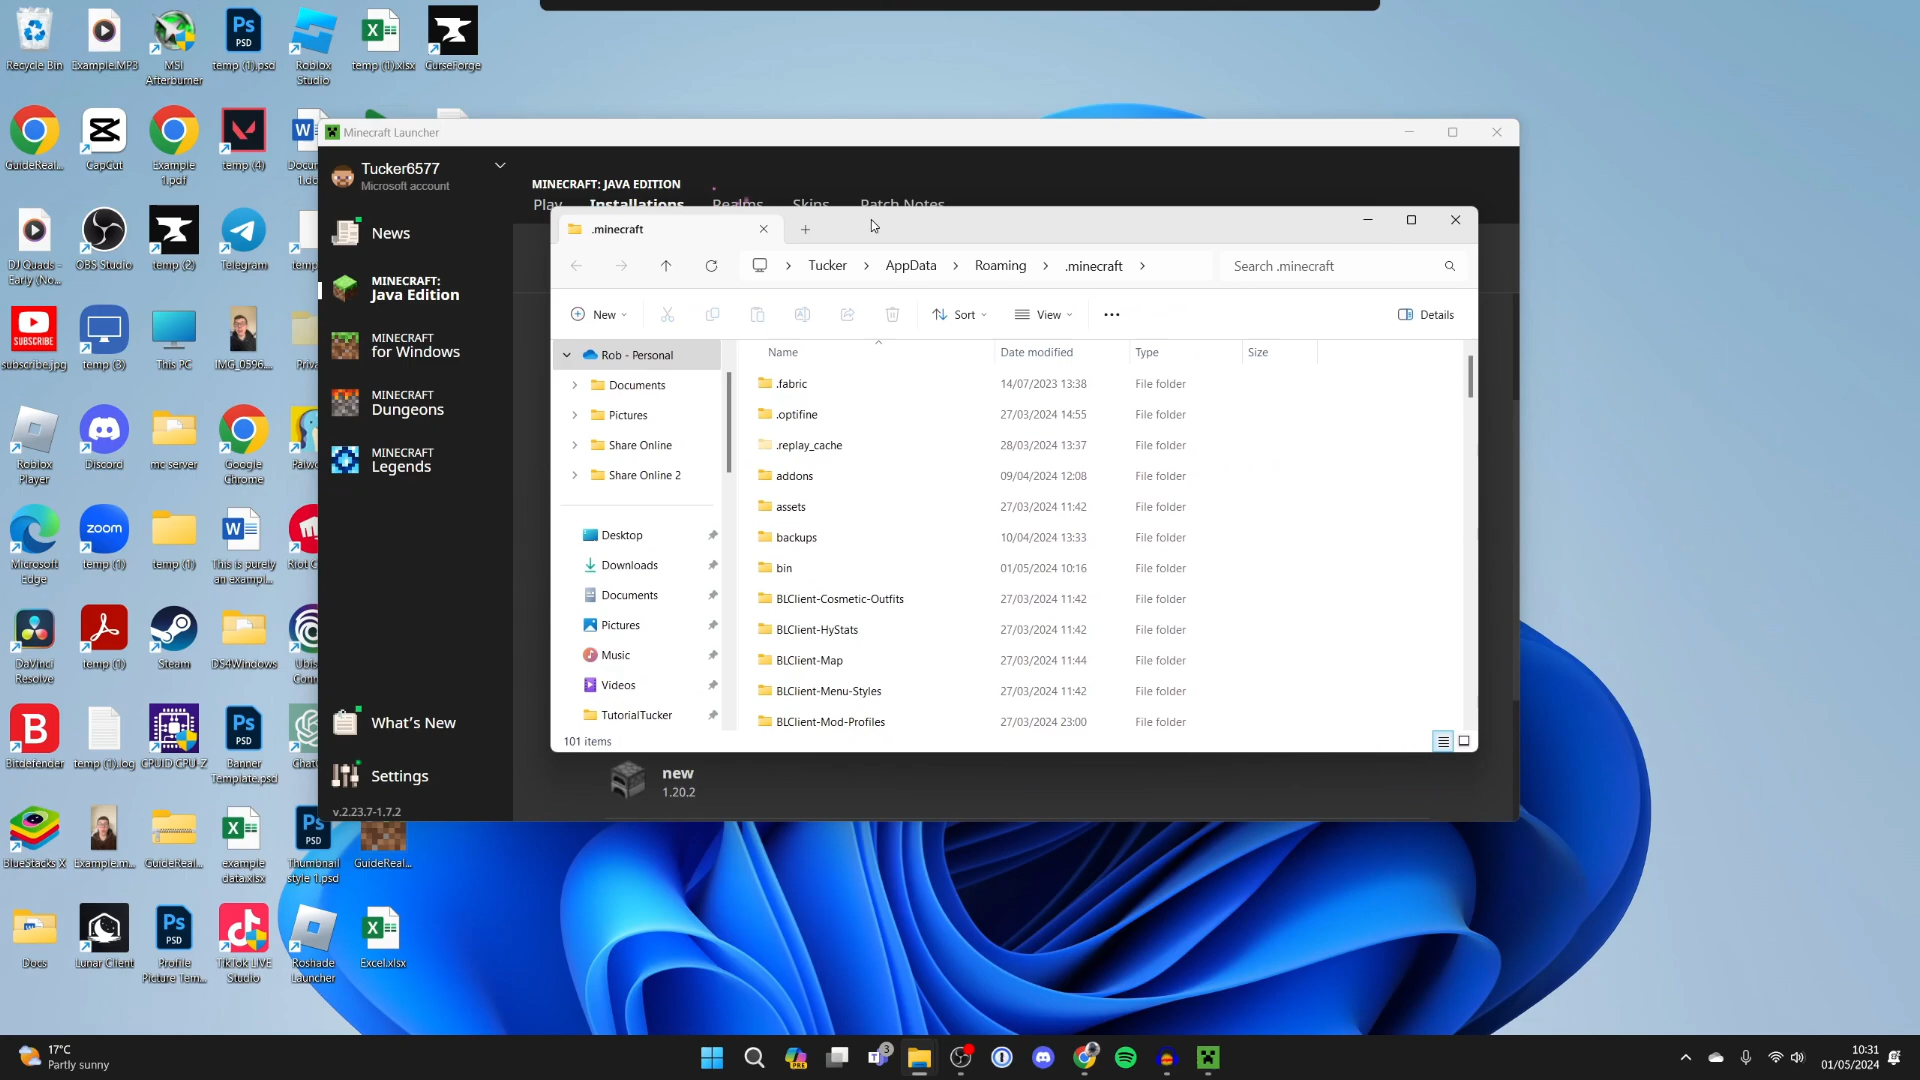 Recycle Bin
Example.MP3
MSI Afterburner
temp (1).psd
Roblox Studio
temp (1).xlsx
CurseForge
GuideReal...
CapCut
Example 1.pdf
temp (4)
DJ Quads - Early (No...
OBS Studio
temp (2)
Telegram
SUBSCRIBE
subscribe.jpg
temp (3)
This PC
IMG_0596...
Roblox Player
Discord
mc server
Google Chrome
Microsoft Edge
zoom
temp (1)
temp (1)
This is purely an exampl...
DaVinci Resolve
temp (1)
Steam
DS4Windows
Bitdefender
temp (1).log
CPUID CPU-Z
Banner Template.psd
BlueStacks X
Example.m...
GuideReal...
example data.xlsx
Thumbnail style 1.psd
GuideReal...
Docs
Lunar Client
Profile Picture Tem...
TikTok LIVE Studio
Roshade Launcher
Excel.xlsx
Minecraft Launcher
Tucker6577
Microsoft account
News
MINECRAFT:
Java Edition
MINECRAFT
for Windows
MINECRAFT
Dungeons
MINECRAFT
Legends
What's New
Settings
v.2.23.7-1.7.2
MINECRAFT: JAVA EDITION
Play Installations Realms Skins Patch Notes
.minecraft
Tucker > AppData > Roaming > .minecraft >
Search .minecraft
New
Sort
View
Details
Rob - Personal
Documents
Pictures
Share Online
Share Online 2
Desktop
Downloads
Documents
Pictures
Music
Videos
TutorialTucker
Name Date modified Type Size
.fabric 14/07/2023 13:38 File folder
.optifine 27/03/2024 14:55 File folder
.replay_cache 28/03/2024 13:37 File folder
addons 09/04/2024 12:08 File folder
assets 27/03/2024 11:42 File folder
backups 10/04/2024 13:33 File folder
bin 01/05/2024 10:16 File folder
BLClient-Cosmetic-Outfits 27/03/2024 11:42 File folder
BLClient-HyStats 27/03/2024 11:42 File folder
BLClient-Map 27/03/2024 11:44 File folder
BLClient-Menu-Styles 27/03/2024 11:42 File folder
BLClient-Mod-Profiles 27/03/2024 23:00 File folder
101 items
new
1.20.2
17°C
Partly sunny
10:31
01/05/2024